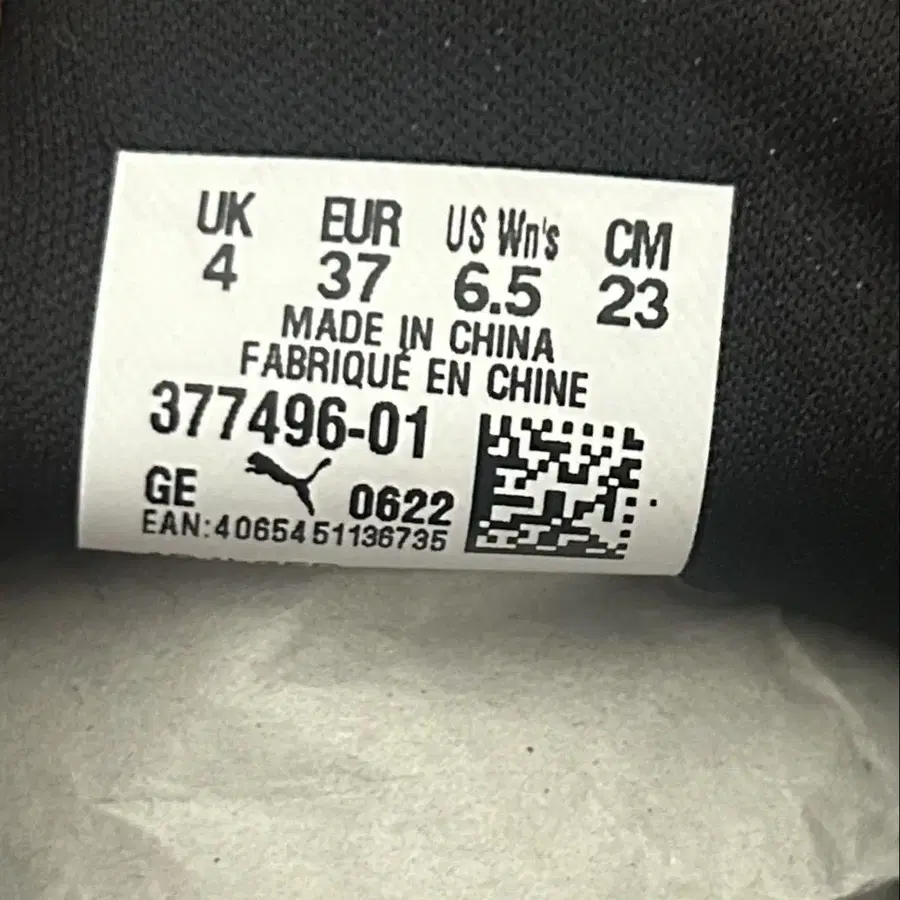 UK EUR US Wn's CM
4 37 6.5 23
MADE IN CHINA
FABRIQUÉ EN CHINE
377496-01
GE 0622
EAN:4065451136735